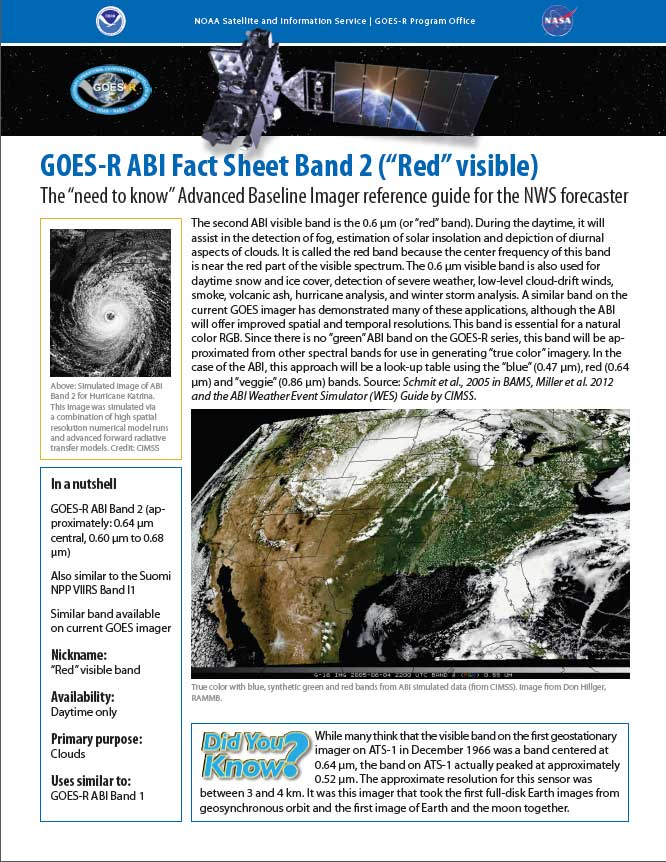 NOAA Satellite and Information Service | GOES-R Program Office
NASA
GOES-R
GOES-R ABI Fact Sheet Band 2 (“Red” visible)
The “need to know” Advanced Baseline Imager reference guide for the NWS forecaster
Above: Simulated image of ABI
Band 2 for Hurricane Katrina.
This image was simulated via
a combination of high spatial
resolution numerical model runs
and advanced forward radiative
transfer models. Credit: CIMSS
In a nutshell
GOES-R ABI Band 2 (ap-
proximately: 0.64 µm
central, 0.60 µm to 0.68
µm)
Also similar to the Suomi
NPP VIIRS Band I1
Similar band available
on current GOES imager
Nickname:
“Red” visible band
Availability:
Daytime only
Primary purpose:
Clouds
Uses similar to:
GOES-R ABI Band 1
The second ABI visible band is the 0.6 µm (or “red” band). During the daytime, it will
assist in the detection of fog, estimation of solar insolation and depiction of diurnal
aspects of clouds. It is called the red band because the center frequency of this band
is near the red part of the visible spectrum. The 0.6 µm visible band is also used for
daytime snow and ice cover, detection of severe weather, low-level cloud-drift winds,
smoke, volcanic ash, hurricane analysis, and winter storm analysis. A similar band on the
current GOES imager has demonstrated many of these applications, although the ABI
will offer improved spatial and temporal resolutions. This band is essential for a natural
color RGB. Since there is no “green” ABI band on the GOES-R series, this band will be ap-
proximated from other spectral bands for use in generating “true color” imagery. In the
case of the ABI, this approach will be a look-up table using the “blue” (0.47 µm), red (0.64
µm) and “veggie” (0.86 µm) bands. Source: Schmit et al., 2005 in BAMS, Miller et al. 2012
and the ABI Weather Event Simulator (WES) Guide by CIMSS.
G-16 IMG 2005-06-04 2200 UTC BAND
True color with blue, synthetic green and red bands from ABI simulated data (from CIMSS). Image from Don Hillger,
RAMMB.
Did You
Know?
While many think that the visible band on the first geostationary
imager on ATS-1 in December 1966 was a band centered at
0.64 µm, the band on ATS-1 actually peaked at approximately
0.52 µm. The approximate resolution for this sensor was
between 3 and 4 km. It was this imager that took the first full-disk Earth images from
geosynchronous orbit and the first image of Earth and the moon together.